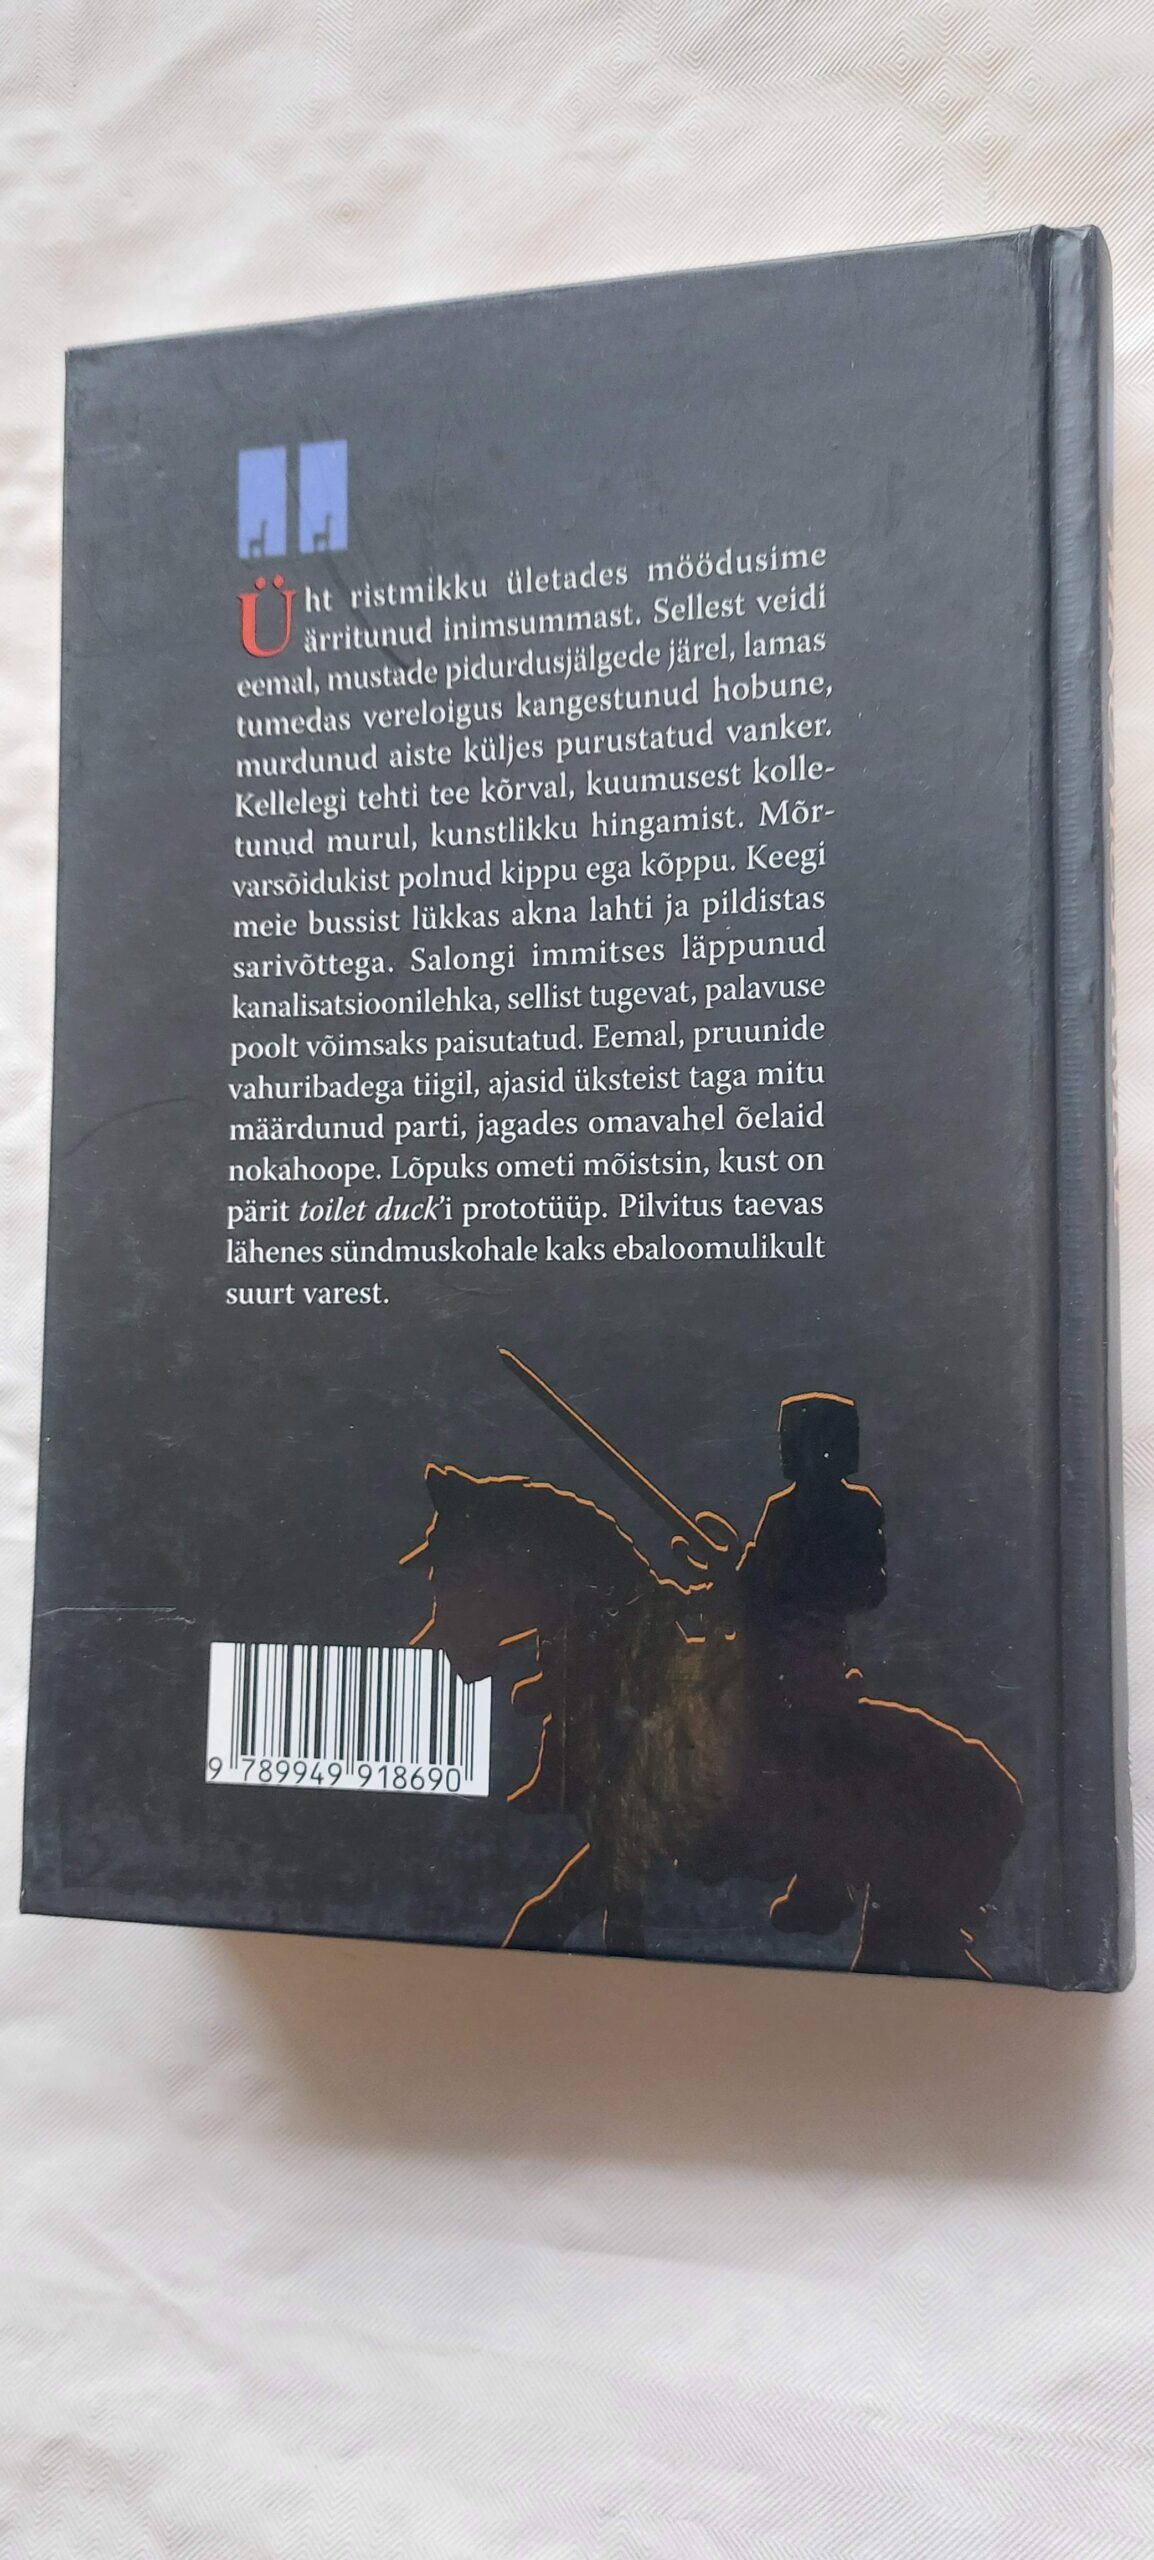 Üht ristmikku ületades möödusime
ärritunud inimsummast. Sellest veidi
eemal, mustade pidurdusjälgede järel, lamas
tumedas vereloigus kangestunud hobune,
murdunud aiste küljes purustatud vanker.
Kellelegi tehti tee kõrval, kuumusest kolle-
tunud murul, kunstlikku hingamist. Mõr-
varsõidukist polnud kippu ega kõppu. Keegi
meie bussist lükkas akna lahti ja pildistas
sarivõttega. Salongi immitses läppunud
kanalisatsioonilehka, sellist tugevat, palavuse
poolt võimsaks paisutatud. Eemal, pruunide
vahuribadega tiigil, ajasid üksteist taga mitu
määrdunud parti, jagades omavahel õelaid
nokahoope. Lõpuks ometi mõistsin, kust on
pärit toilet duck'i prototüüp. Pilvitus taevas
lähenes sündmuskohale kaks ebaloomulikult
suurt varest.
9 789949 918690